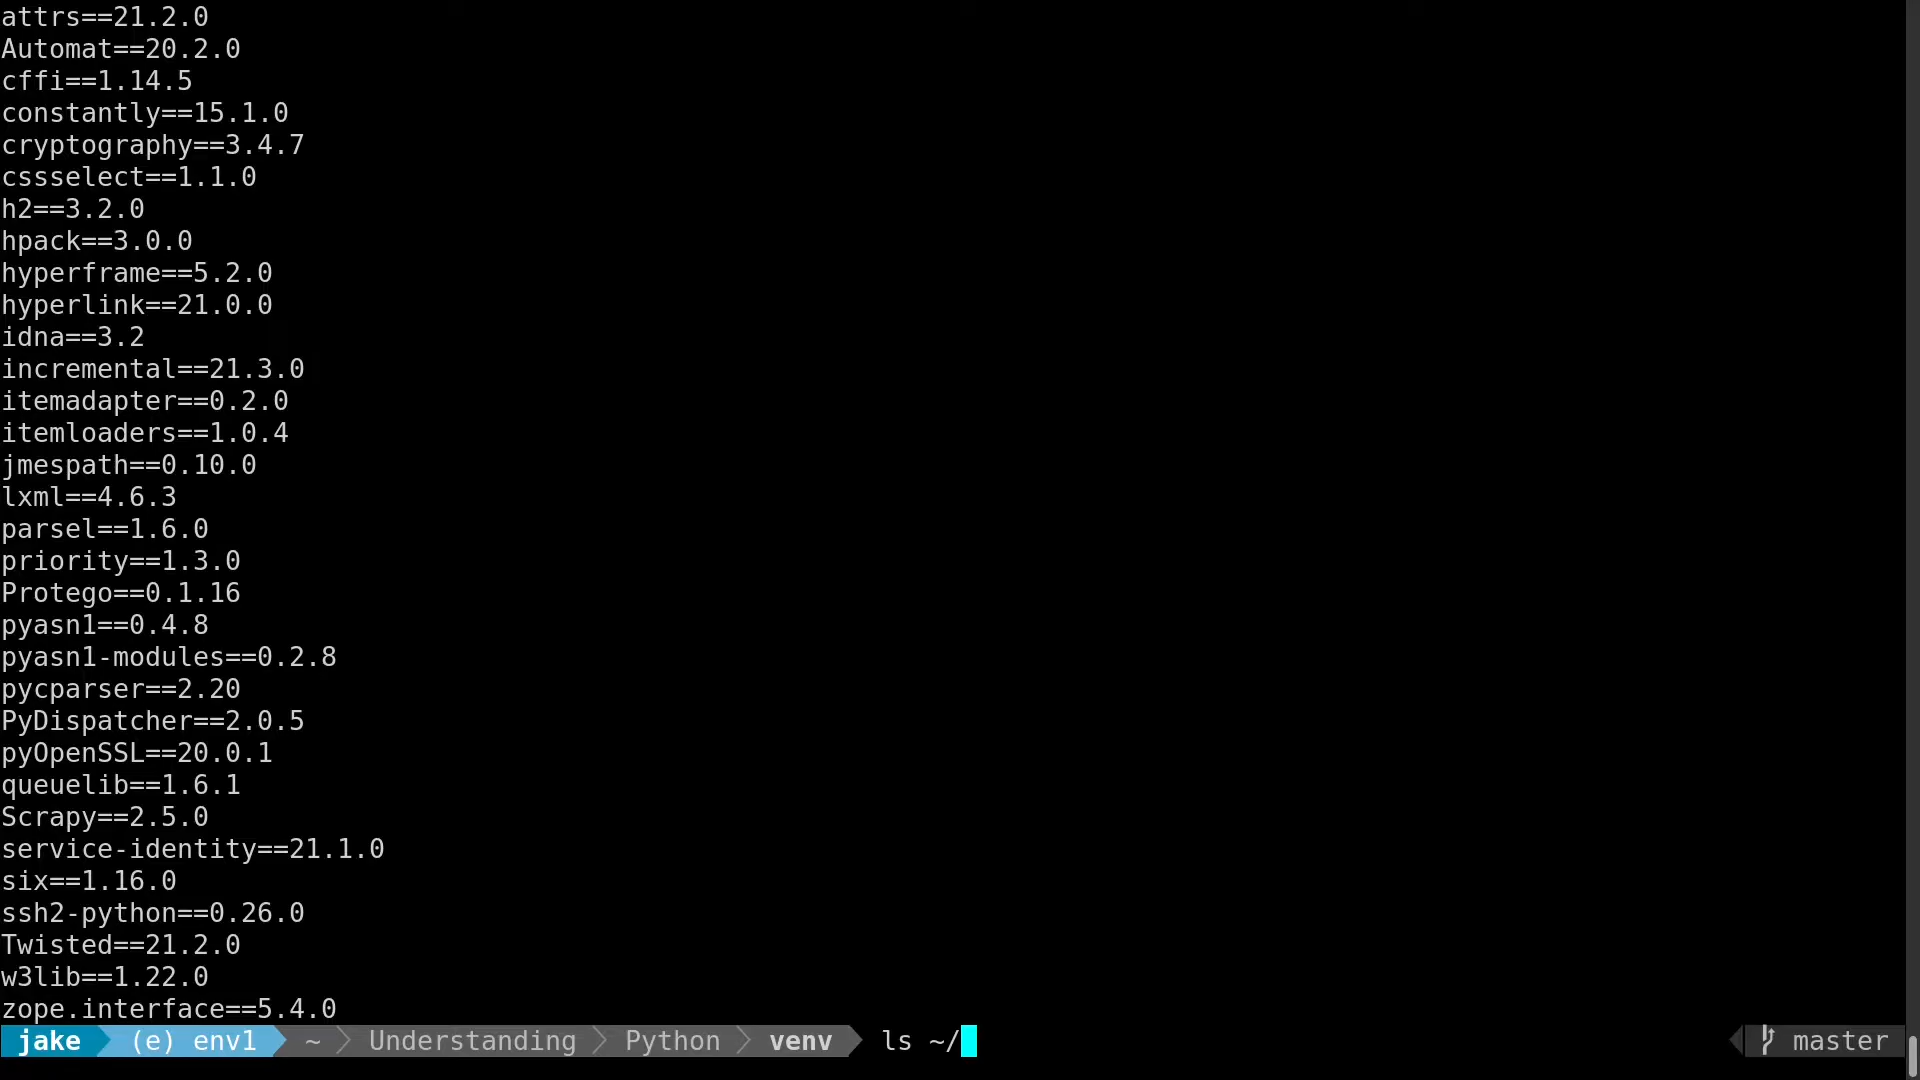 attrs==21.2.0
Automat==20.2.0
cffi==1.14.5
constantly==15.1.0
cryptography==3.4.7
cssselect==1.1.0
h2==3.2.0
hpack==3.0.0
hyperframe==5.2.0
hyperlink==21.0.0
idna==3.2
incremental==21.3.0
itemadapter==0.2.0
itemloaders==1.0.4
jmespath==0.10.0
lxml==4.6.3
parsel==1.6.0
priority==1.3.0
Protego==0.1.16
pyasn1==0.4.8
pyasn1-modules==0.2.8
pycparser==2.20
PyDispatcher==2.0.5
pyOpenSSL==20.0.1
queuelib==1.6.1
Scrapy==2.5.0
service-identity==21.1.0
six==1.16.0
ssh2-python==0.26.0
Twisted==21.2.0
w3lib==1.22.0
zope.interface==5.4.0
jake (e) env1 ~ Understanding Python venv ls ~/ master